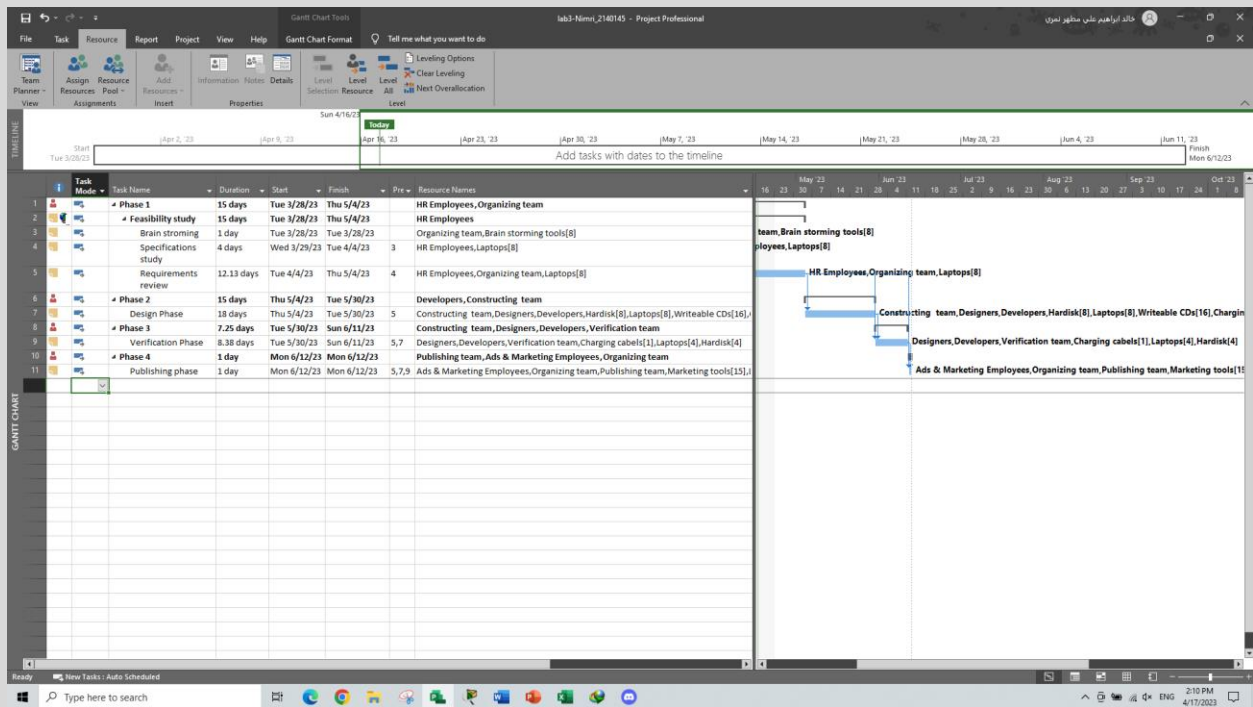 Gantt Chart Tools
lab3-Nimri_2140145 - Project Professional
خالد ابراهيم علي مطهر نمري
File Task Resource Report Project View Help Gantt Chart Format Tell me what you want to do
Team Planner
Assign Resources
Resource Pool
Add Resources
Information Notes Details
Level Selection
Level Resource
Level All
Leveling Options
Clear Leveling
Next Overallocation
View Assignments Insert Properties Level
TIMELINE
Sun 4/16/23
Today
Apr 2, '23 Apr 9, '23 Apr 16, '23 Apr 23, '23 Apr 30, '23 May 7, '23 May 14, '23 May 21, '23 May 28, '23 Jun 4, '23 Jun 11, '23
Start
Tue 3/28/23
Add tasks with dates to the timeline
Finish
Mon 6/12/23
Task Mode Task Name Duration Start Finish Pre Resource Names
May '23 Jun '23 Jul '23 Aug '23 Sep '23 Oct '23
16 23 30 7 14 21 28 4 11 18 25 2 9 16 23 30 6 13 20 27 3 10 17 24 1 8
1 Phase 1 15 days Tue 3/28/23 Thu 5/4/23 HR Employees,Organizing team
2 Feasibility study 15 days Tue 3/28/23 Thu 5/4/23 HR Employees
3 Brain stroming 1 day Tue 3/28/23 Tue 3/28/23 Organizing team,Brain storming tools[8]
team,Brain storming tools[8]
4 Specifications study 4 days Wed 3/29/23 Tue 4/4/23 3 HR Employees,Laptops[8]
ployees,Laptops[8]
5 Requirements review 12.13 days Tue 4/4/23 Thu 5/4/23 4 HR Employees,Organizing team,Laptops[8]
HR Employees,Organizing team,Laptops[8]
6 Phase 2 15 days Thu 5/4/23 Tue 5/30/23 Developers,Constructing team
7 Design Phase 18 days Thu 5/4/23 Tue 5/30/23 5 Constructing team,Designers,Developers,Hardisk[8],Laptops[8],Writeable CDs[16],
Constructing team,Designers,Developers,Hardisk[8],Laptops[8],Writeable CDs[16],Chargin
8 Phase 3 7.25 days Tue 5/30/23 Sun 6/11/23 Constructing team,Designers,Developers,Verification team
9 Verification Phase 8.38 days Tue 5/30/23 Sun 6/11/23 5,7 Designers,Developers,Verification team,Charging cabels[1],Laptops[4],Hardisk[4]
Designers,Developers,Verification team,Charging cabels[1],Laptops[4],Hardisk[4]
10 Phase 4 1 day Mon 6/12/23 Mon 6/12/23 Publishing team,Ads & Marketing Employees,Organizing team
11 Publishing phase 1 day Mon 6/12/23 Mon 6/12/23 5,7,9 Ads & Marketing Employees,Organizing team,Publishing team,Marketing tools[15],
Ads & Marketing Employees,Organizing team,Publishing team,Marketing tools[15
GANTT CHART
Ready New Tasks : Auto Scheduled
Type here to search
ENG
2:10 PM
4/17/2023